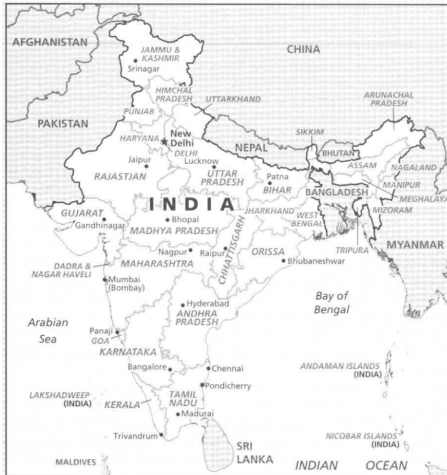 AFGHANISTAN
JAMMU &
KASHMIR
Srinagar
CHINA
HIMCHAL
PRADESH
UTTARKHAND
ARUNACHAL
PRADESH
PUNJAB
PAKISTAN
HARYANA
New
Delhi
DELHI
NEPAL
SIKKIM
BHUTAN
ASSAM
NAGALAND
Jaipur
Lucknow
RAJASTJAN
UTTAR
PRADESH
Patna
BIHAR
BANGLADESH
MANIPUR
MEGHALAYA
INDIA
GUJARAT
Gandhinagar
Bhopal
MADHYA PRADESH
JHARKHAND
WEST
BENGAL
MIZORAM
TRIPURA
MYANMAR
Nagpur
Raipur
CHHATTISGARH
ORISSA
Bhubaneshwar
DADRA &
NAGAR HAVELI
MAHARASHTRA
Mumbai
(Bombay)
Hyderabad
ANDHRA
PRADESH
Bay of
Bengal
Arabian
Sea
Panaji
GOA
KARNATAKA
Bangalore
Chennai
Pondicherry
ANDAMAN ISLANDS
(INDIA)
LAKSHADWEEP
(INDIA)
KERALA
TAMIL
NADU
Madurai
Trivandrum
NICOBAR ISLANDS
(INDIA)
SRI
LANKA
MALDIVES
INDIAN OCEAN